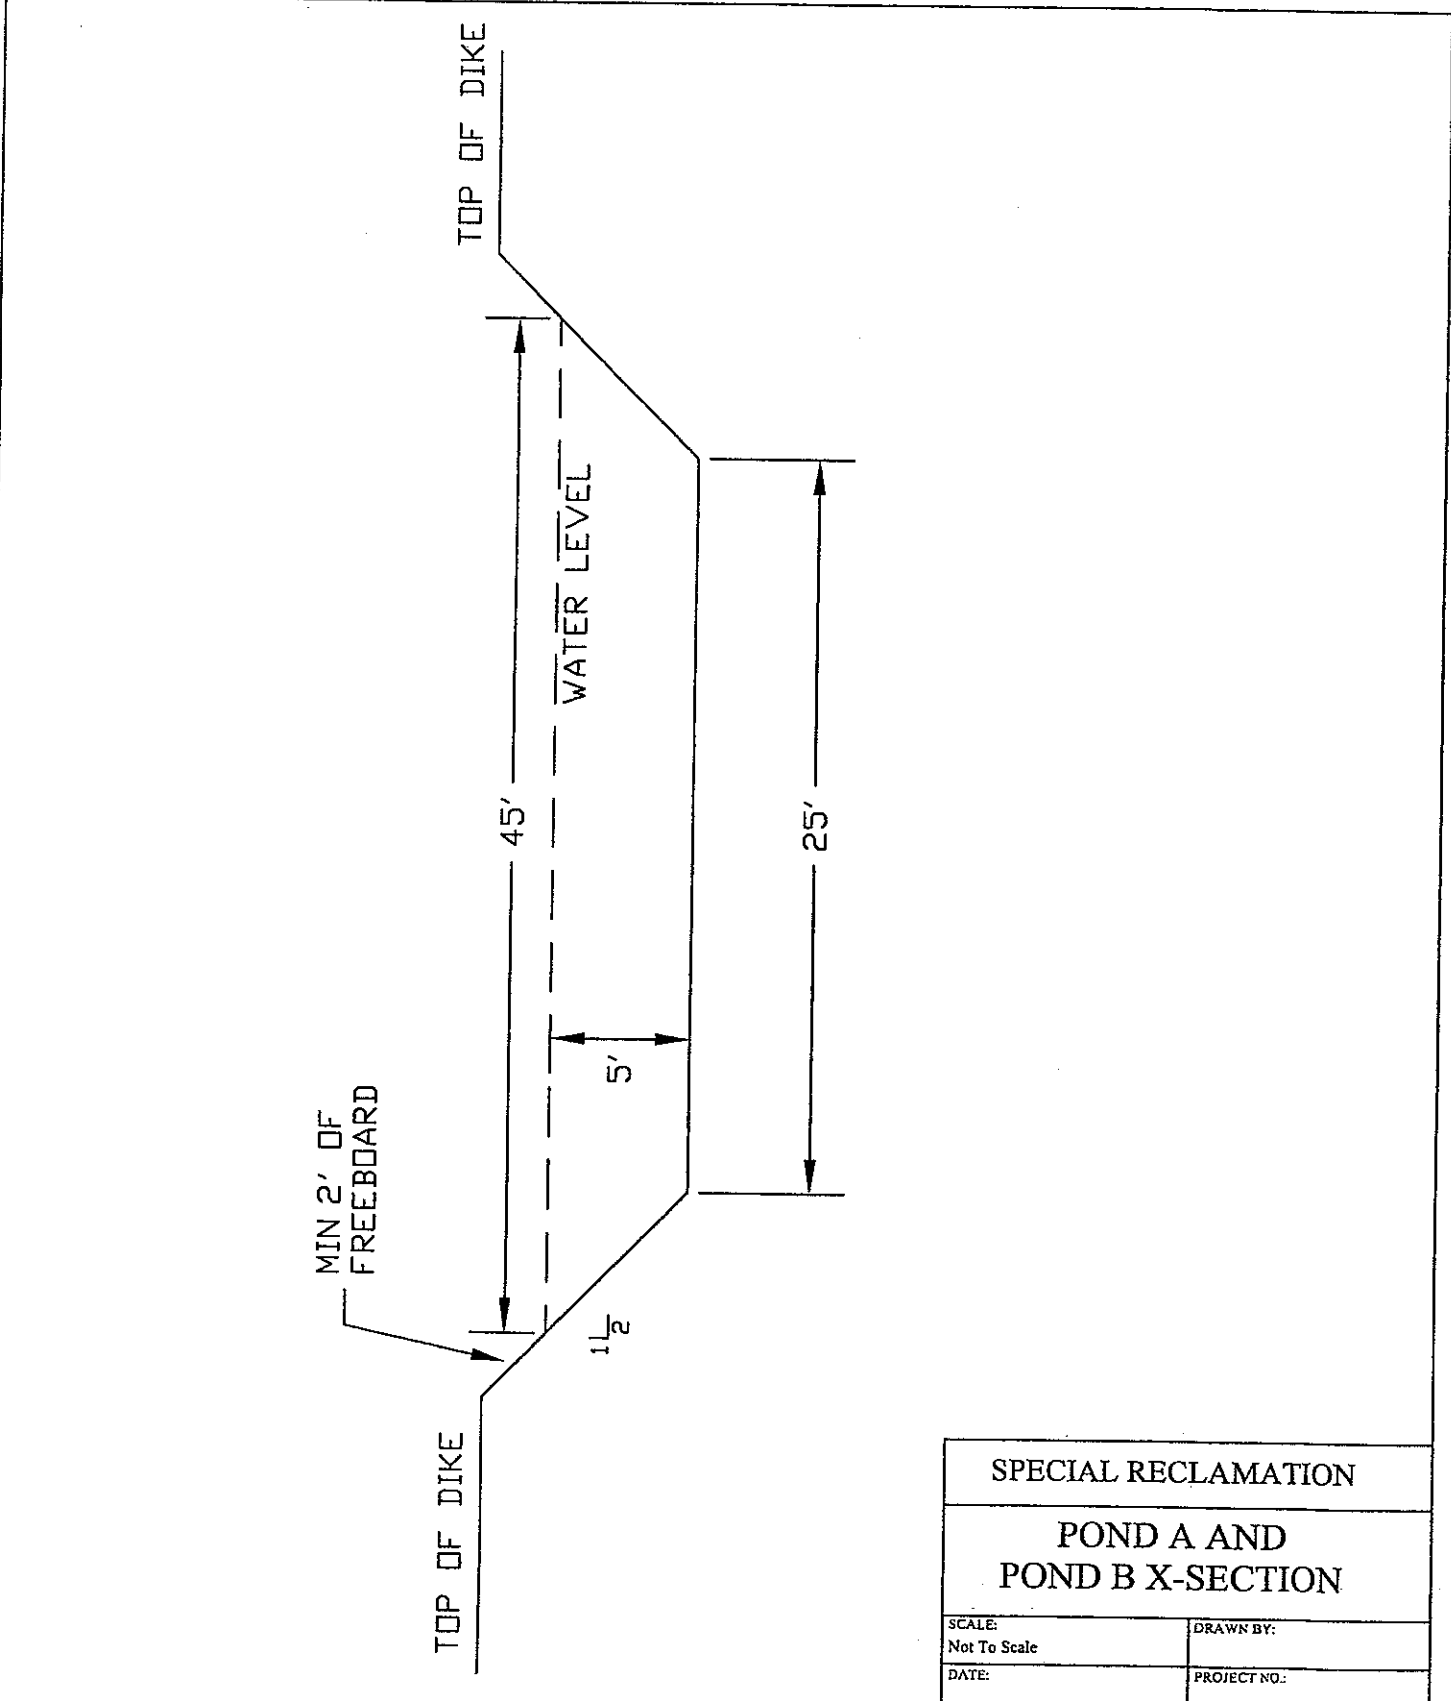 TOP OF DIKE
MIN 2' OF
FREEBOARD
45'
WATER LEVEL
5'
1
2
25'
TOP OF DIKE
SPECIAL RECLAMATION
POND A AND
POND B X-SECTION
SCALE:
Not To Scale
DRAWN BY:
DATE:
PROJECT NO.: